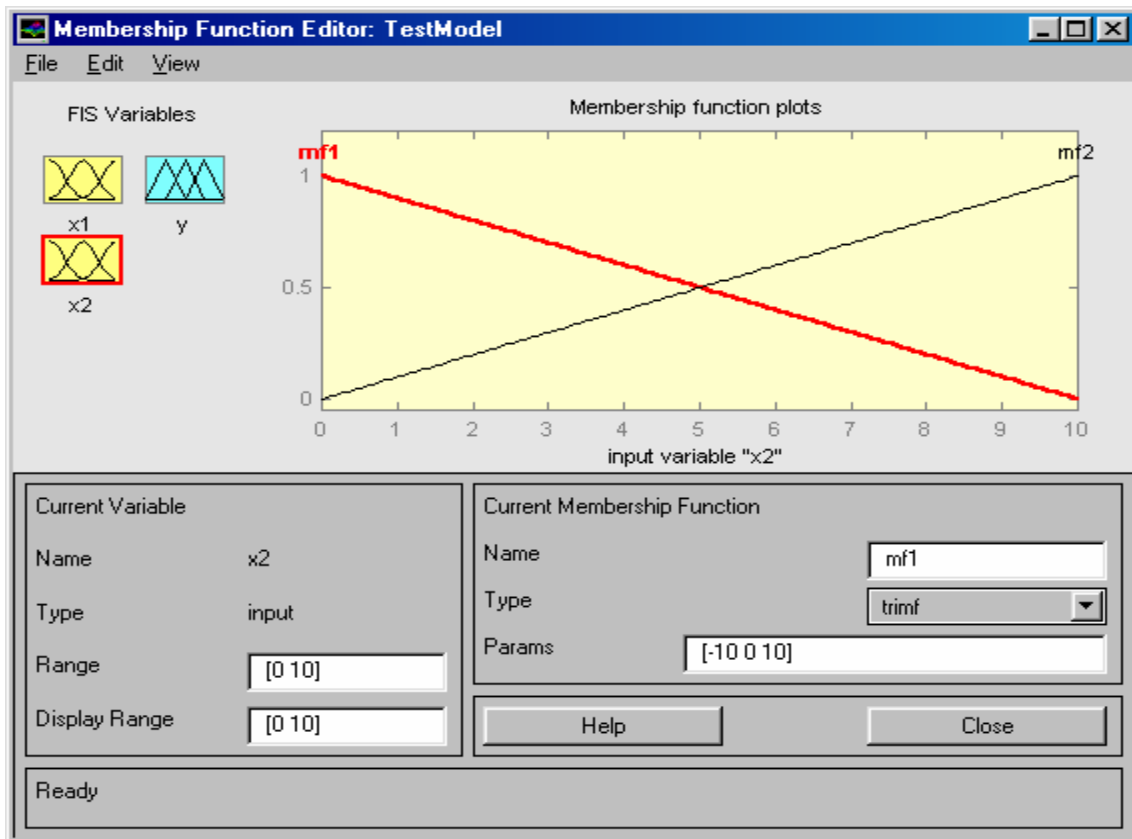 Membership Function Editor: TestModel
File Edit View
FIS Variables
x1
y
x2
Membership function plots
mf1
mf2
1
0.5
0
0 1 2 3 4 5 6 7 8 9 10
input variable "x2"
Current Variable
Name x2
Type input
Range [0 10]
Display Range [0 10]
Current Membership Function
Name mf1
Type trimf
Params [-10 0 10]
Help Close
Ready